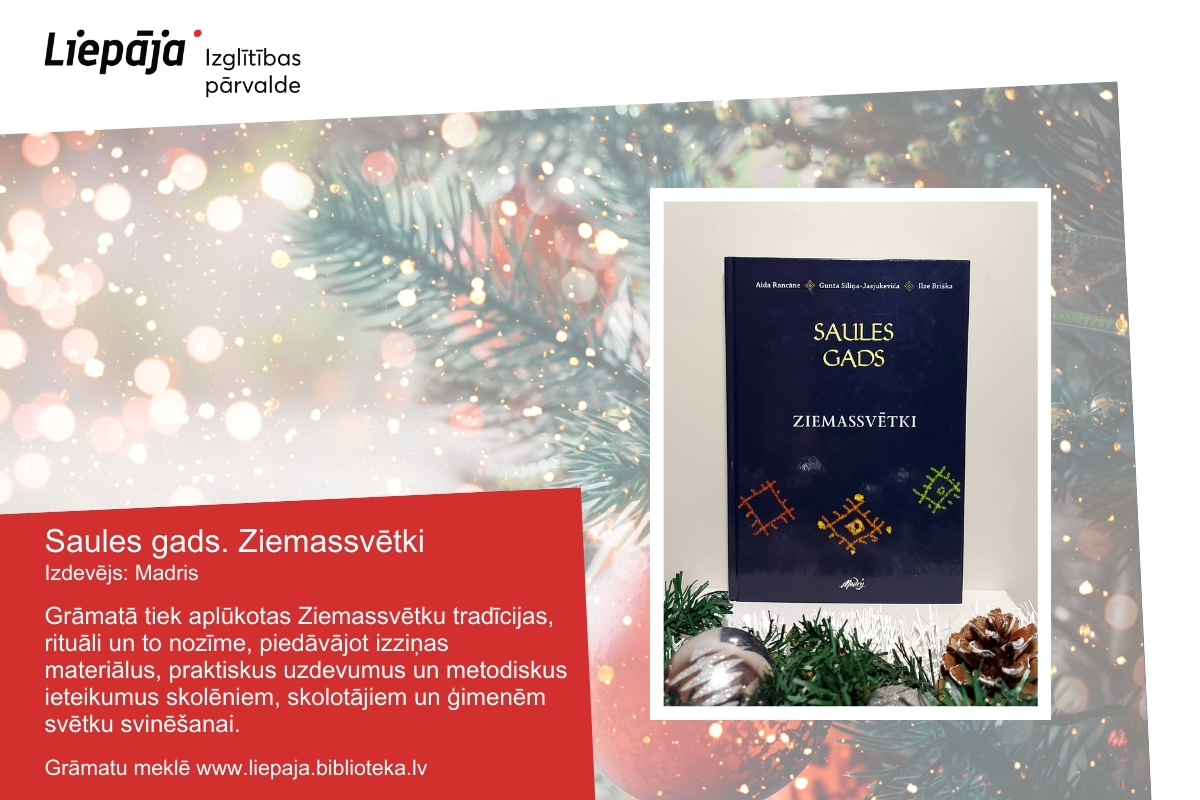 Liepāja
Izglītības
pārvalde
Aīda Rancāne Gunta Siliņa-Jasjukeviča Ilze Briška
SAULES
GADS
ZIEMASSVĒTKI
Madris
Saules gads. Ziemassvētki
Izdevējs: Madris
Grāmatā tiek aplūkotas Ziemassvētku tradīcijas,
rituāli un to nozīme, piedāvājot izziņas
materiālus, praktiskus uzdevumus un metodiskus
ieteikumus skolēniem, skolotājiem un ģimenēm
svētku svinēšanai.
Grāmatu meklē www.liepaja.biblioteka.lv